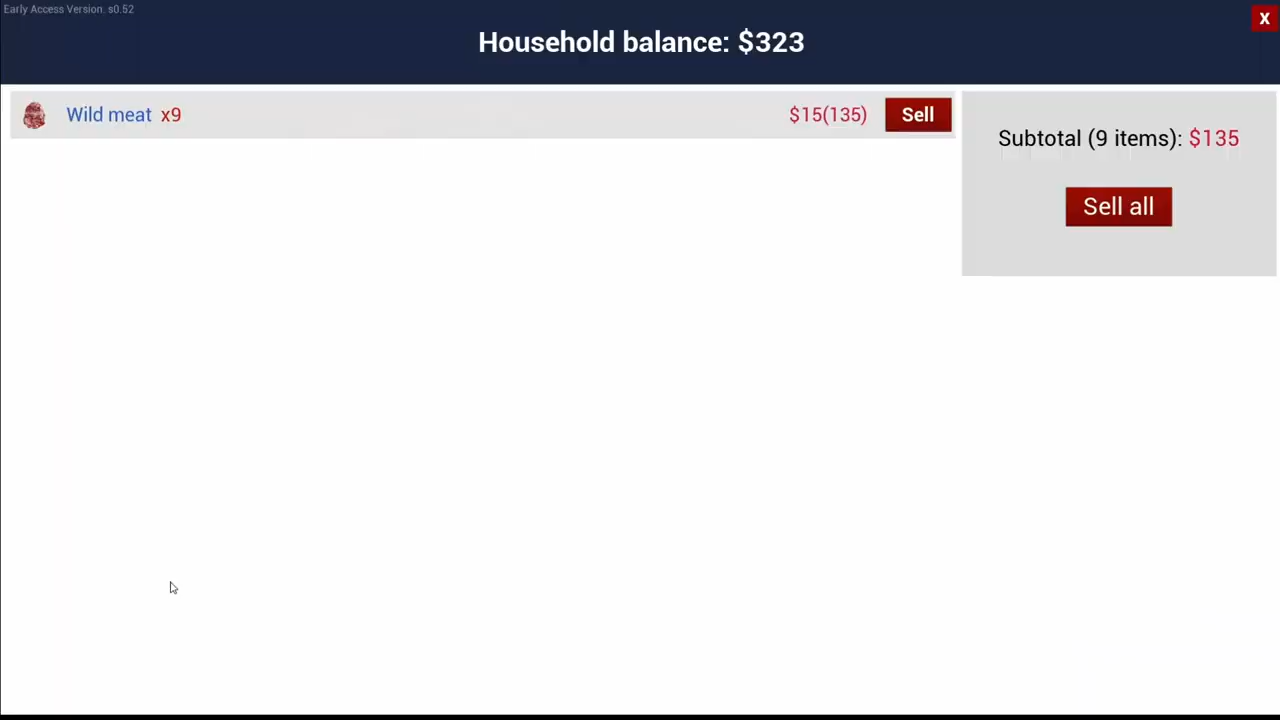 Early Access Version. s0.52
X
Household balance: $323
Wild meat x9 $15(135) Sell
Subtotal (9 items): $135
Sell all